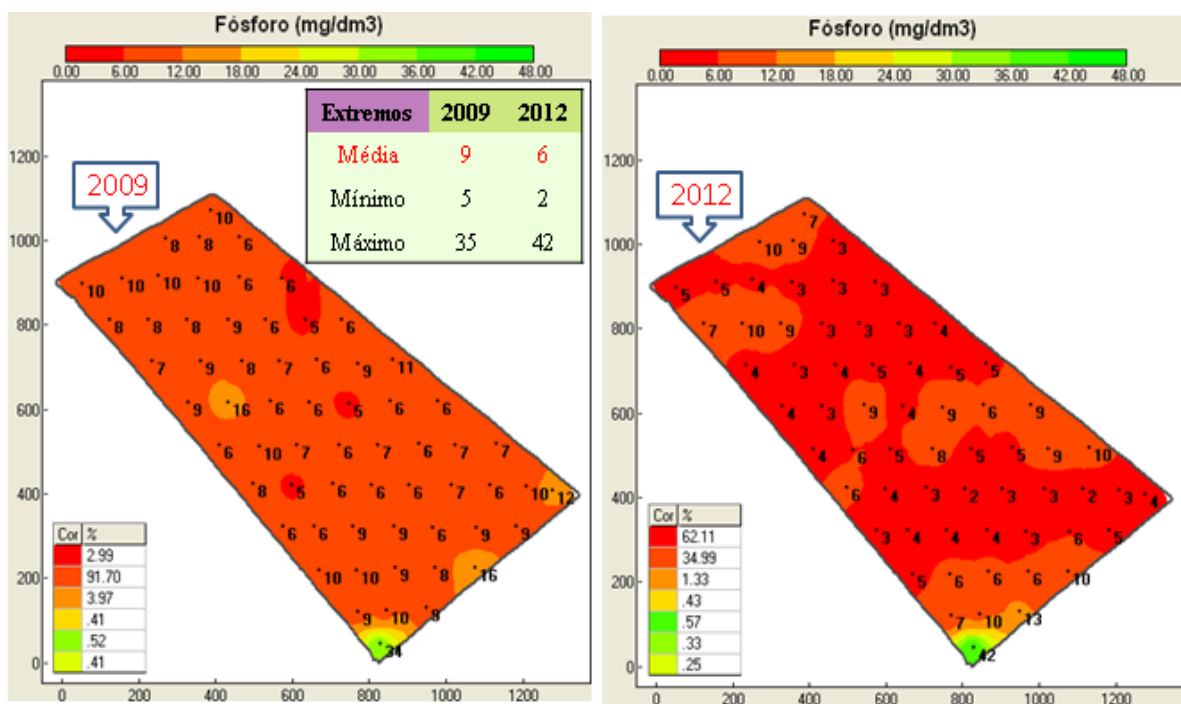 Fósforo (mg/dm3)
0.00 6.00 12.00 18.00 24.00 30.00 36.00 42.00 48.00
Extremos 2009 2012
Média 9 6
Mínimo 5 2
Máximo 35 42
2009
1200
1000
800
600
400
200
0
10
8 8 6
10 10 10 10 6 6
8 8 8 9 6 5 6
7 9 8 7 6 9 11
9 16 6 6 5 6 6
6 10 7 6 7 6 7 7
8 5 6 6 6 7 6 10 12
6 6 9 9 6 9 9
10 10 9 8 16
9 10 9
34
Cor %
2.99
91.70
3.97
.41
.52
.41
0 200 400 600 800 1000 1200
Fósforo (mg/dm3)
0.00 6.00 12.00 18.00 24.00 30.00 36.00 42.00 48.00
2012
1200
1000
800
600
400
200
0
7
10 9 3
5 5 4 3 3 3
7 10 9 3 3 3 4
4 3 4 5 4 5 5
4 3 9 4 9 6 9
4 6 5 8 5 5 9 10
6 4 3 2 3 3 2 3 4
3 4 4 4 3 6 5
5 6 6 6 10
7 10 13
42
Cor %
62.11
34.99
1.33
.43
.57
.33
.25
0 200 400 600 800 1000 1200